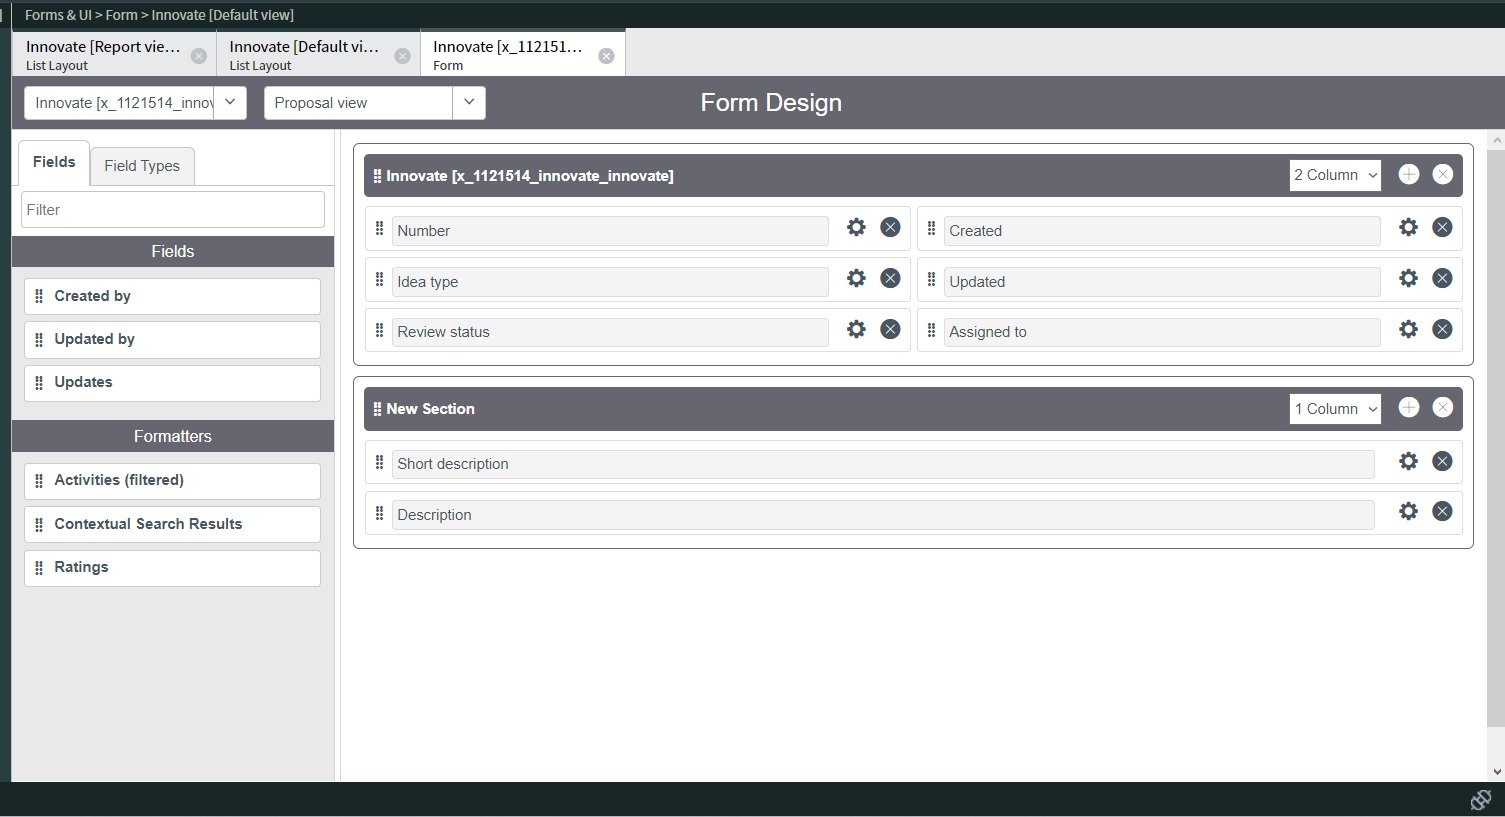 Forms & UI > Form > Innovate [Default view]
Innovate [Report vie...
List Layout
Innovate [Default vi...
List Layout
Innovate [x_112151...
Form
Innovate [x_1121514_innov
Proposal view
Form Design
Fields
Field Types
Filter
Fields
Created by
Updated by
Updates
Formatters
Activities (filtered)
Contextual Search Results
Ratings
Innovate [x_1121514_innovate_innovate]
2 Column
Number
Created
Idea type
Updated
Review status
Assigned to
New Section
1 Column
Short description
Description